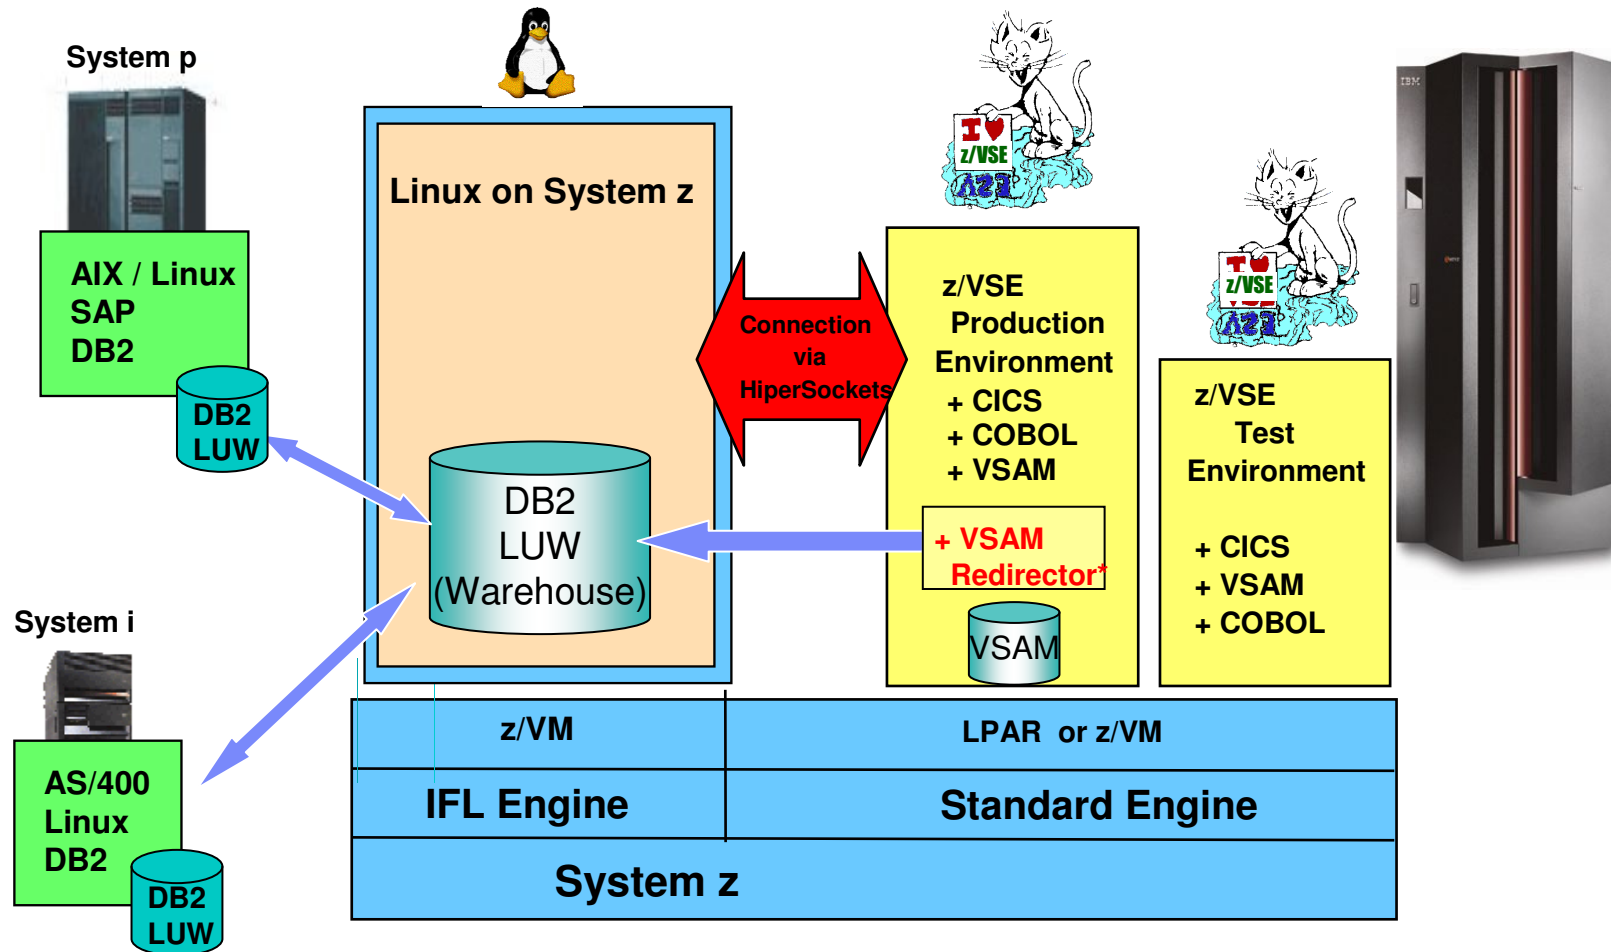 System p
AIX / Linux
SAP
DB2
DB2
LUW
System i
AS/400
Linux
DB2
DB2
LUW
Linux on System z
DB2
LUW
(Warehouse)
Connection
via
HiperSockets
I
z/VSE
z/VSE
Production
Environment
+ CICS
+ COBOL
+ VSAM
+ VSAM
Redirector*
VSAM
I
z/VSE
z/VSE
Test
Environment
+ CICS
+ VSAM
+ COBOL
IBM
z/VM
LPAR or z/VM
IFL Engine
Standard Engine
System z